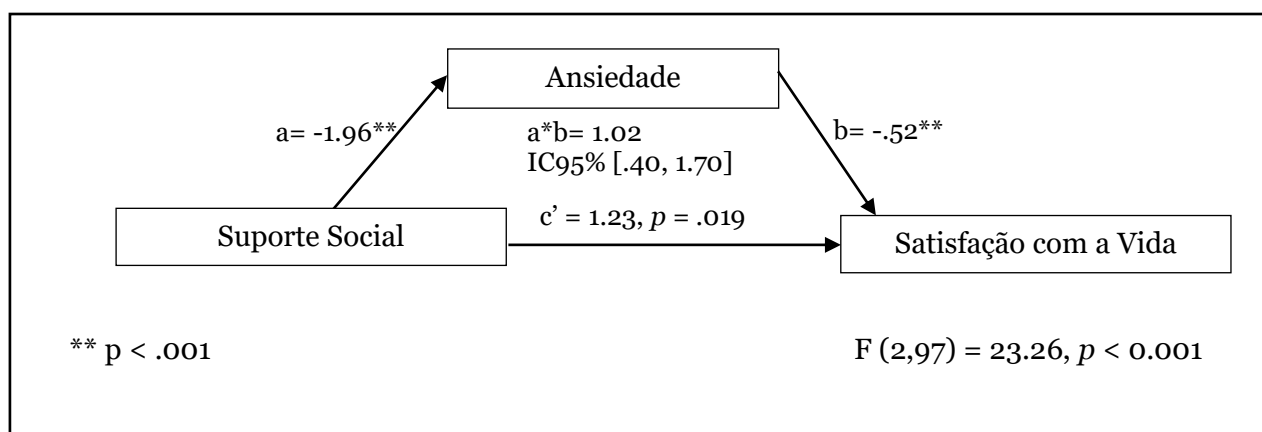 Ansiedade
a= -1.96**
a*b= 1.02
IC95% [.40, 1.70]
b= -.52**
c’ = 1.23, p = .019
Suporte Social
Satisfação com a Vida
** p < .001
F (2,97) = 23.26, p < 0.001